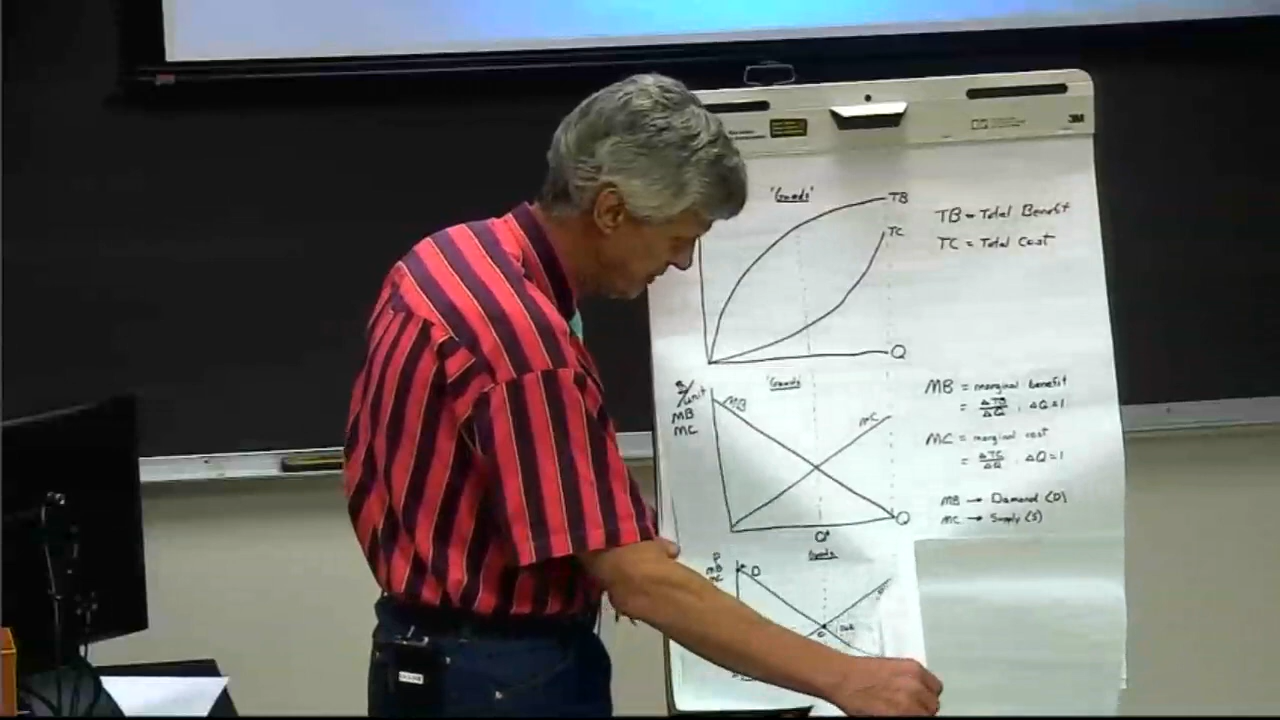 3M
'Goods'
TB
TC
Q
TB = Total Benefit
TC = Total Cost
'Goods'
$/unit
MB
MC
MB
MC
Q
Q*
MB = marginal benefit
= ΔTB/ΔQ , ΔQ=1
MC = marginal cost
= ΔTC/ΔQ , ΔQ=1
MB → Demand (D)
MC → Supply (S)
Goods
P
MB
MC
D